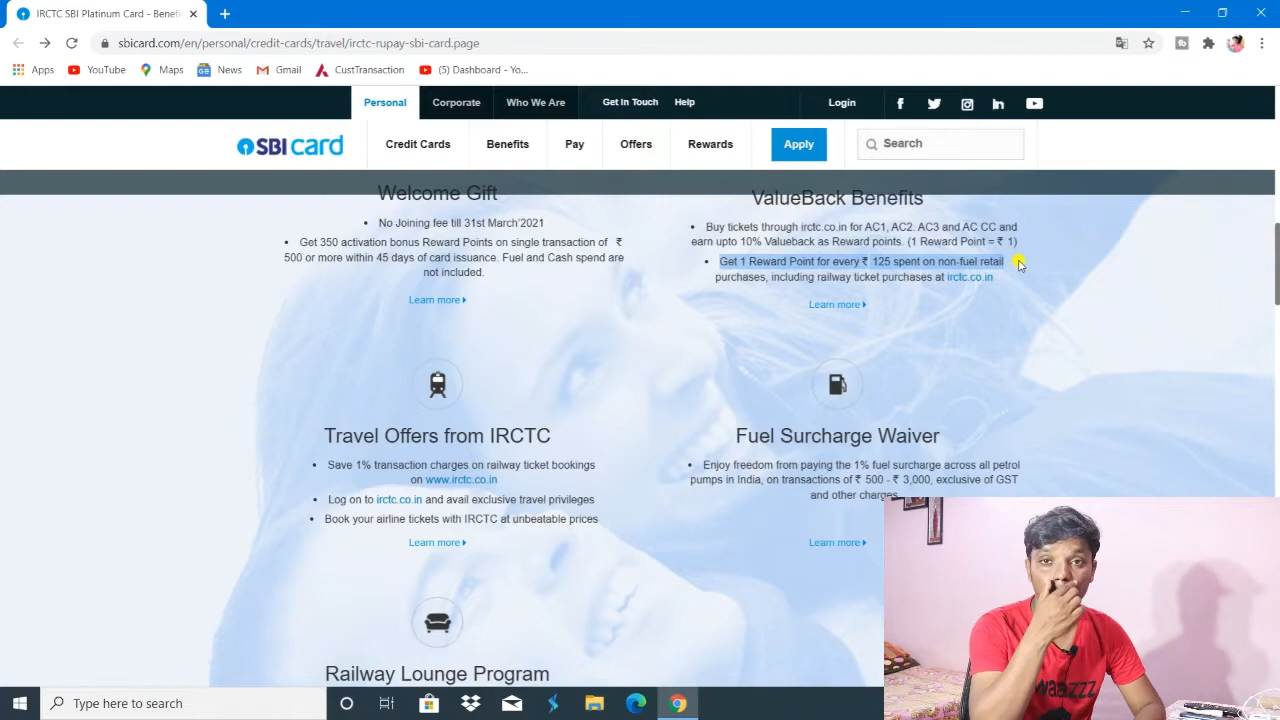 IRCTC SBI Platinum Card - Benefi
sbicard.com/en/personal/credit-cards/travel/irctc-rupay-sbi-card.page
Apps YouTube Maps News Gmail CustTransaction (5) Dashboard - Yo...
Personal Corporate Who We Are Get In Touch Help Login
SBI card Credit Cards Benefits Pay Offers Rewards Apply Search
Welcome Gift
• No Joining fee till 31st March'2021
• Get 350 activation bonus Reward Points on single transaction of ₹
500 or more within 45 days of card issuance. Fuel and Cash spend are
not included.
Learn more
ValueBack Benefits
• Buy tickets through irctc.co.in for AC1, AC2. AC3 and AC CC and
earn upto 10% Valueback as Reward points. (1 Reward Point = ₹ 1)
• Get 1 Reward Point for every ₹ 125 spent on non-fuel retail
purchases, including railway ticket purchases at irctc.co.in
Learn more
Travel Offers from IRCTC
• Save 1% transaction charges on railway ticket bookings
on www.irctc.co.in
• Log on to irctc.co.in and avail exclusive travel privileges
• Book your airline tickets with IRCTC at unbeatable prices
Learn more
Fuel Surcharge Waiver
• Enjoy freedom from paying the 1% fuel surcharge across all petrol
pumps in India, on transactions of ₹ 500 - ₹ 3,000, exclusive of GST
and other charges
Learn more
Railway Lounge Program
Type here to search